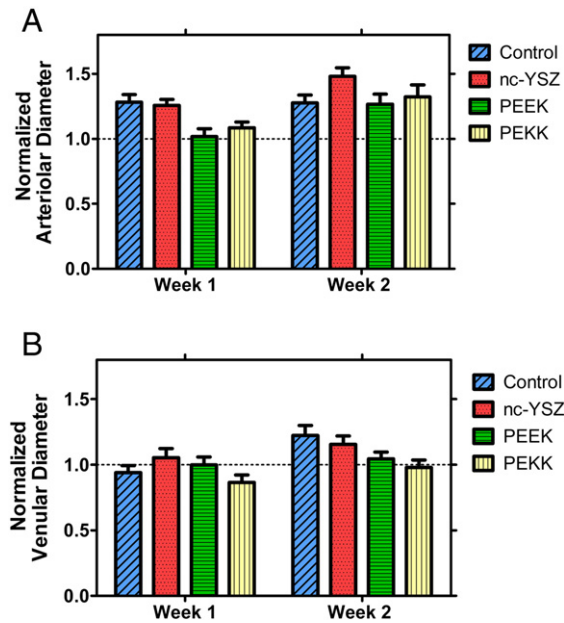 A
Normalized
Arteriolar Diameter
1.5
1.0
0.5
0.0
Week 1
Week 2
Control
nc-YSZ
PEEK
PEKK
B
Normalized
Venular Diameter
1.5
1.0
0.5
0.0
Week 1
Week 2
Control
nc-YSZ
PEEK
PEKK